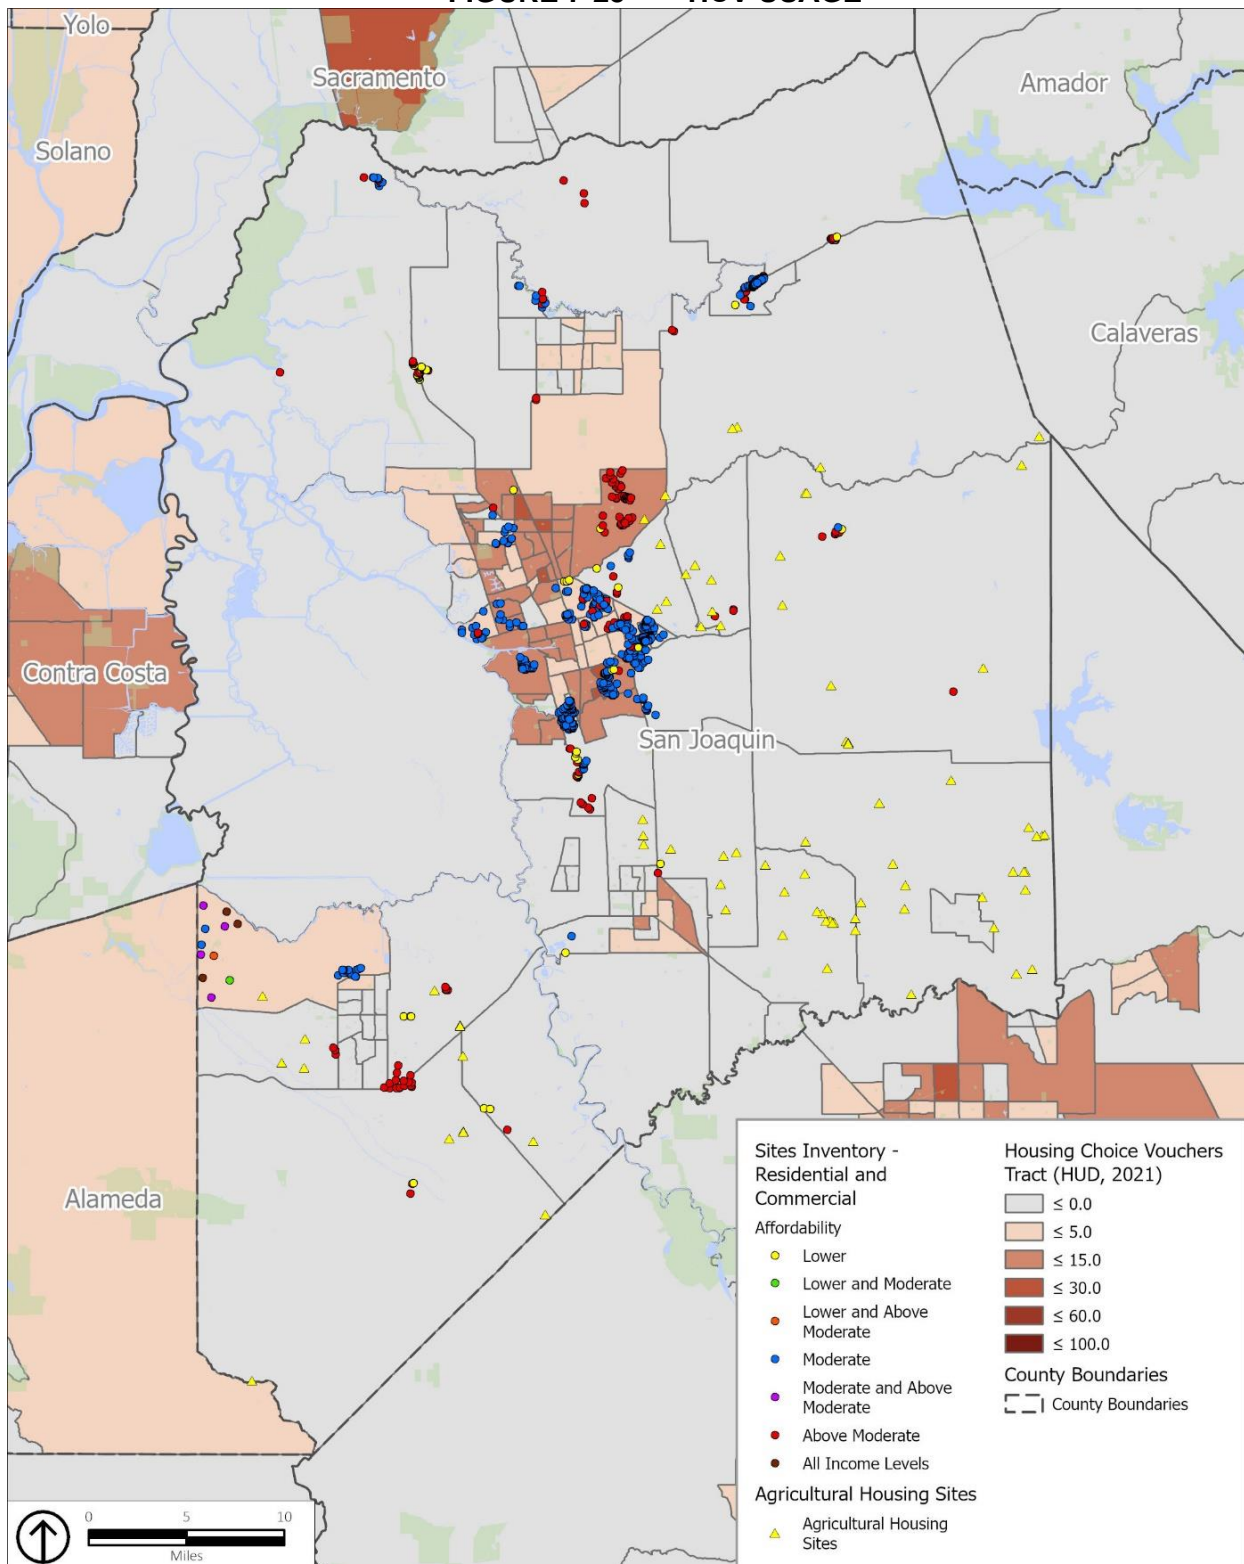 Yolo
Sacramento
Amador
Solano
Calaveras
Contra Costa
San Joaquin
Alameda
Sites Inventory -
Residential and
Commercial
Affordability
Lower
Lower and Moderate
Lower and Above
Moderate
Moderate
Moderate and Above
Moderate
Above Moderate
All Income Levels
Agricultural Housing Sites
Agricultural Housing
Sites
Housing Choice Vouchers
Tract (HUD, 2021)
≤ 0.0
≤ 5.0
≤ 15.0
≤ 30.0
≤ 60.0
≤ 100.0
County Boundaries
County Boundaries
0 5 10
Miles